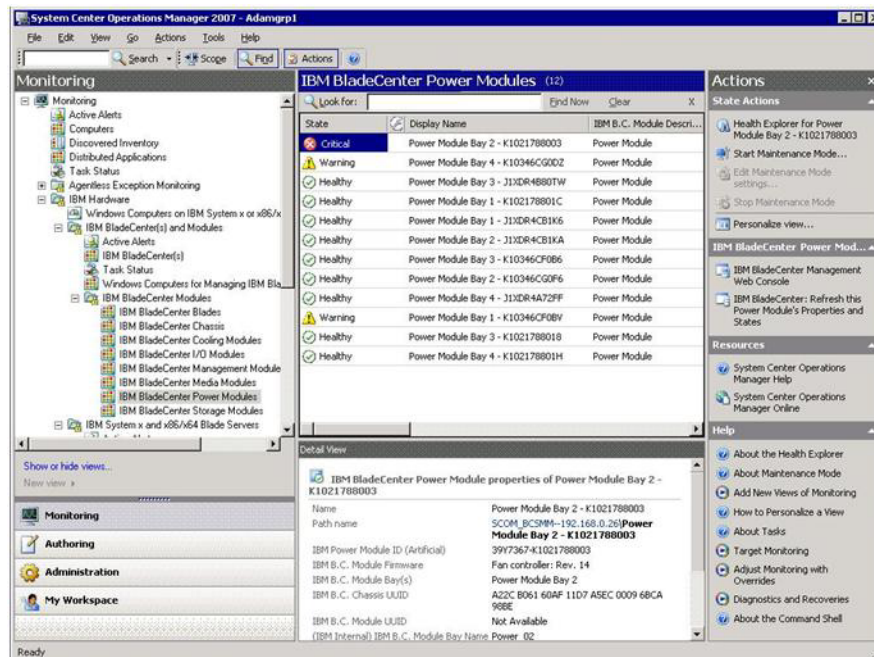 System Center Operations Manager 2007 - Adamgrp1
File Edit View Go Actions Tools Help
Search Scope Find Actions
Monitoring
Monitoring
Active Alerts
Computers
Discovered Inventory
Distributed Applications
Task Status
Agentless Exception Monitoring
IBM Hardware
Windows Computers on IBM System x or x86/x
IBM BladeCenter(s) and Modules
Active Alerts
IBM BladeCenter(s)
Task Status
Windows Computers for Managing IBM Bla
IBM BladeCenter Modules
IBM BladeCenter Blades
IBM BladeCenter Chassis
IBM BladeCenter Cooling Modules
IBM BladeCenter I/O Modules
IBM BladeCenter Management Module
IBM BladeCenter Media Modules
IBM BladeCenter Power Modules
IBM BladeCenter Storage Modules
IBM System x and x86/x64 Blade Servers
Show or hide views...
New view
Monitoring
Authoring
Administration
My Workspace
Ready
IBM BladeCenter Power Modules (12)
Look for: Find Now Clear X
State Display Name IBM B.C. Module Descri...
Critical Power Module Bay 2 - K1021788003 Power Module
Warning Power Module Bay 4 - K10346CG0DZ Power Module
Healthy Power Module Bay 3 - J1XDR4B80TW Power Module
Healthy Power Module Bay 1 - K102178801C Power Module
Healthy Power Module Bay 1 - J1XDR4CB1K6 Power Module
Healthy Power Module Bay 2 - J1XDR4CB1KA Power Module
Healthy Power Module Bay 3 - K10346CF0B6 Power Module
Healthy Power Module Bay 2 - K10346CG0F6 Power Module
Healthy Power Module Bay 4 - J1XDR4A72FF Power Module
Warning Power Module Bay 1 - K10346CF0BV Power Module
Healthy Power Module Bay 3 - K1021788018 Power Module
Healthy Power Module Bay 4 - K102178801H Power Module
Detail View
IBM BladeCenter Power Module properties of Power Module Bay 2 -
K1021788003
Name Power Module Bay 2 - K1021788003
Path name SCOM_BCSMM--192.168.0.26\Power
Module Bay 2 - K1021788003
IBM Power Module ID (Artificial) 39Y7367-K1021788003
IBM B.C. Module Firmware Fan controller: Rev. 14
IBM B.C. Module Bay(s) Power Module Bay 2
IBM B.C. Chassis UUID A22C B061 60AF 11D7 A5EC 0009 6BCA
98BE
IBM B.C. Module UUID Not Available
(IBM Internal) IBM B.C. Module Bay Name Power_02
Actions x
State Actions
Health Explorer for Power
Module Bay 2 - K1021788003
Start Maintenance Mode...
Edit Maintenance Mode
settings...
Stop Maintenance Mode
Personalize view...
IBM BladeCenter Power Mod...
IBM BladeCenter Management
Web Console
IBM BladeCenter: Refresh this
Power Module's Properties and
States
Resources
System Center Operations
Manager Help
System Center Operations
Manager Online
Help
About the Health Explorer
About Maintenance Mode
Add New Views of Monitoring
How to Personalize a View
About Tasks
Target Monitoring
Adjust Monitoring with
Overrides
Diagnostics and Recoveries
About the Command Shell